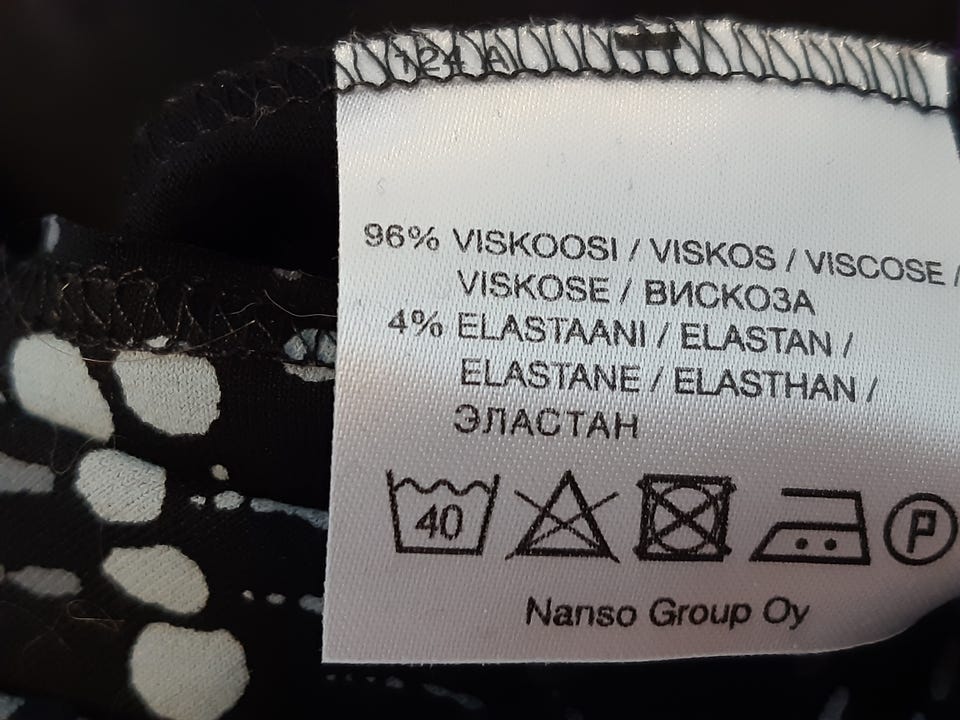 96% VISKOOSI / VISKOS / VISCOSE /
VISKOSE / ВИСКОЗА
4% ELASTAANI / ELASTAN /
ELASTANE / ELASTHAN /
ЭЛАСТАН
40 P
Nanso Group Oy